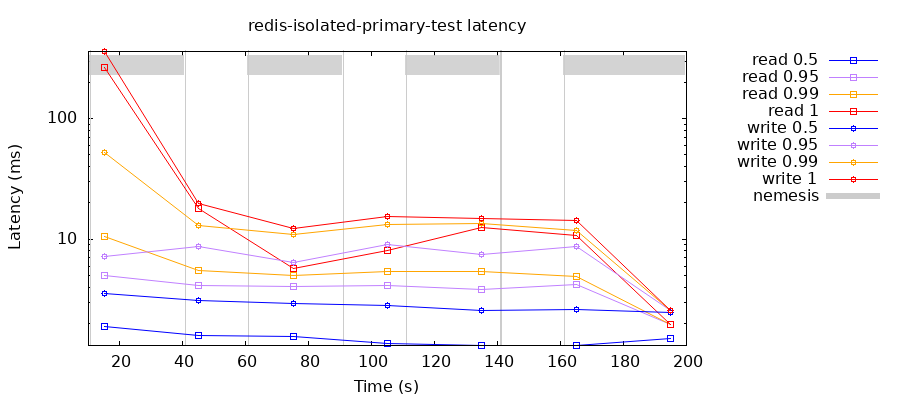 redis-isolated-primary-test latency
Latency (ms)
100
10
20 40 60 80 100 120 140 160 180 200
Time (s)
read 0.5
read 0.95
read 0.99
read 1
write 0.5
write 0.95
write 0.99
write 1
nemesis